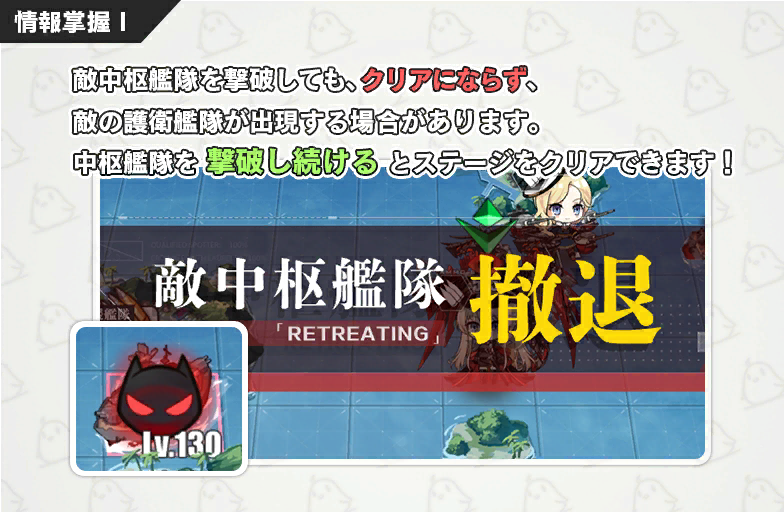 情報掌握Ⅰ
敵中枢艦隊を撃破しても、クリアにならず、
敵の護衛艦隊が出現する場合があります。
中枢艦隊を 撃破し続ける とステージをクリアできます！
敵中枢艦隊 撤退
「RETREATING」
Lv.130